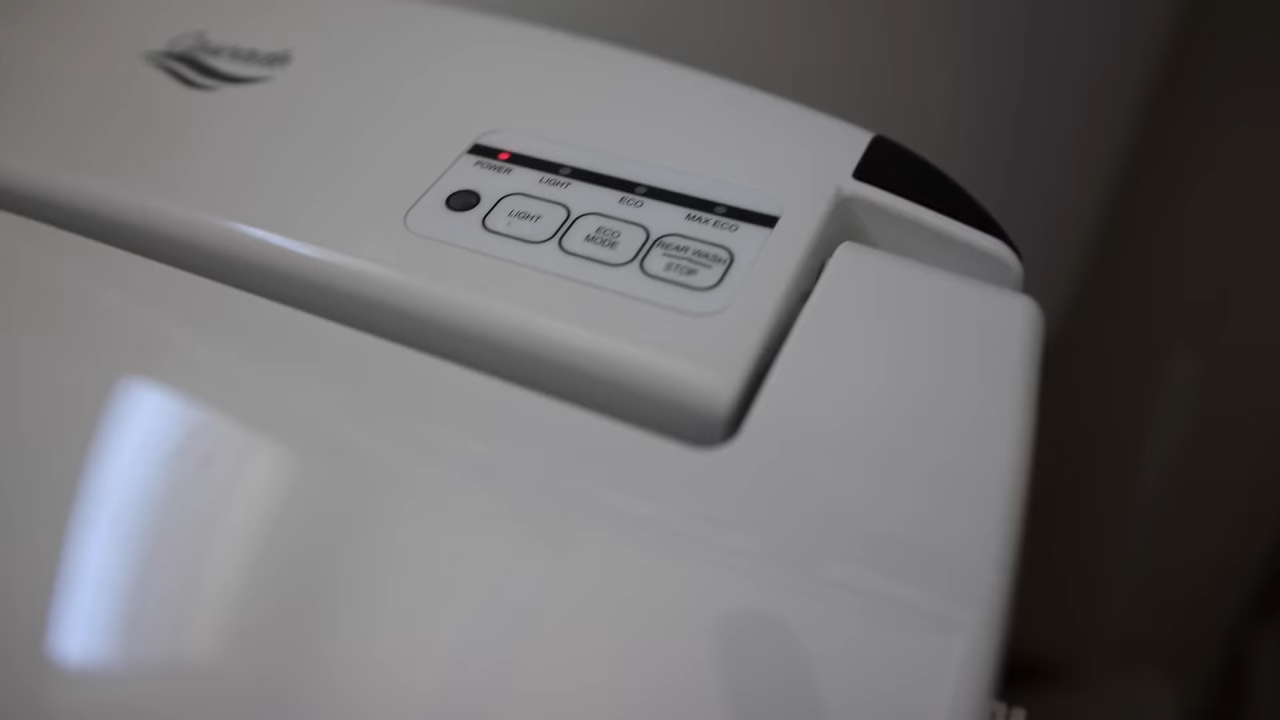 POWER LIGHT ECO MAX ECO
LIGHT
ECO
MODE
REAR WASH
STOP